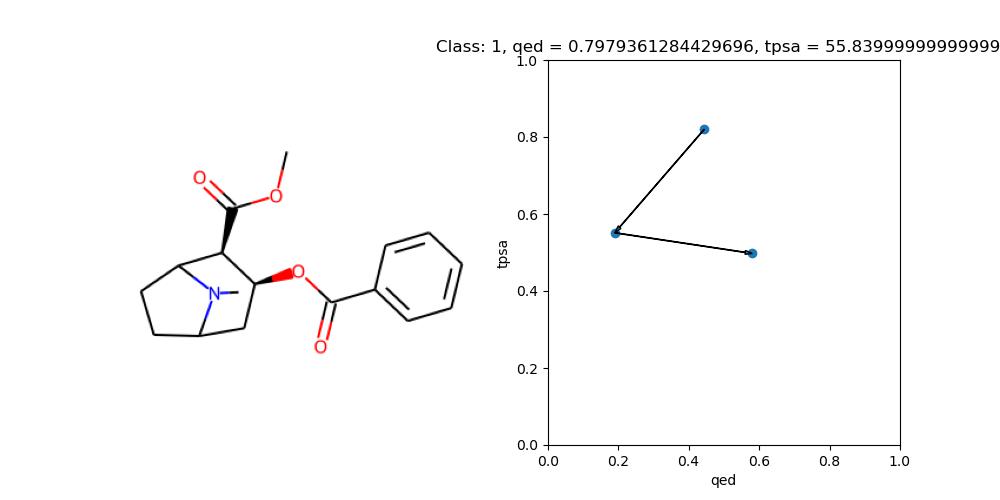 Class: 1, qed = 0.7979361284429696, tpsa = 55.83999999999999
O
O
O
N
O
tpsa
1.0
0.8
0.6
0.4
0.2
0.0
0.0 0.2 0.4 0.6 0.8 1.0
qed